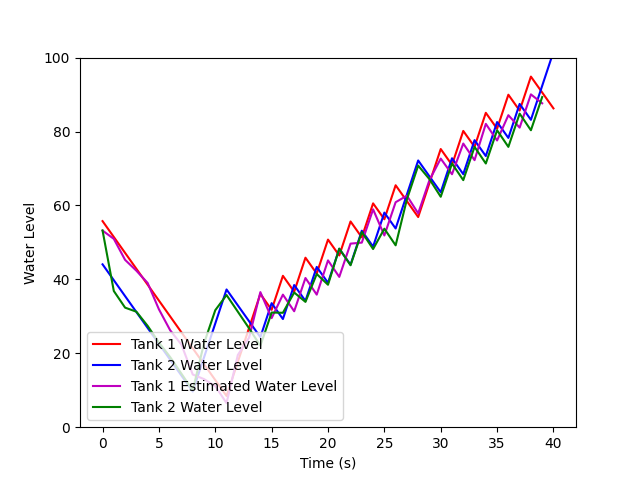 100
80
60
40
20
0
Water Level
Tank 1 Water Level
Tank 2 Water Level
Tank 1 Estimated Water Level
Tank 2 Water Level
0 5 10 15 20 25 30 35 40
Time (s)